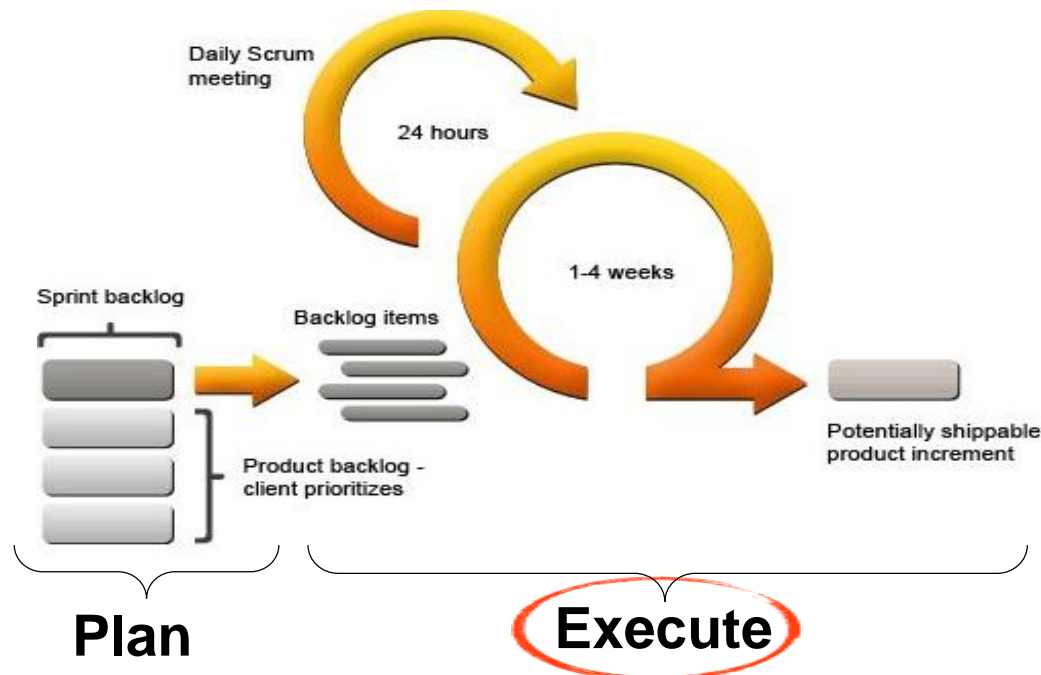 Daily Scrum
meeting
24 hours
1-4 weeks
Sprint backlog
Backlog items
Product backlog -
client prioritizes
Potentially shippable
product increment
Plan
Execute